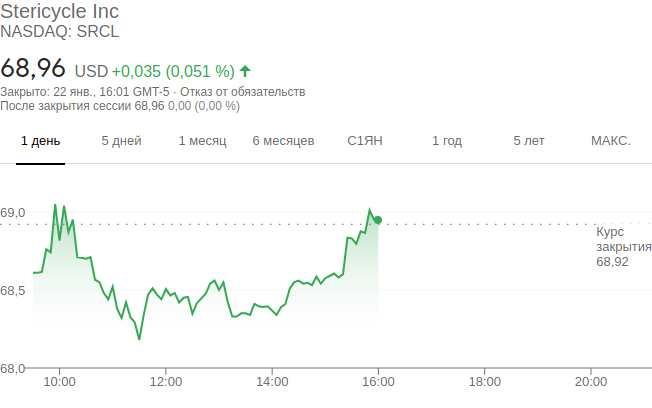 Stericycle Inc
NASDAQ: SRCL
68,96 USD +0,035 (0,051 %)
Закрыто: 22 янв., 16:01 GMT-5 · Отказ от обязательств
После закрытия сессии 68,96 0,00 (0,00 %)
1 день 5 дней 1 месяц 6 месяцев С1ЯН 1 год 5 лет МАКС.
69,0
Курс
закрытия
68,92
68,5
68,0
10:00 12:00 14:00 16:00 18:00 20:00